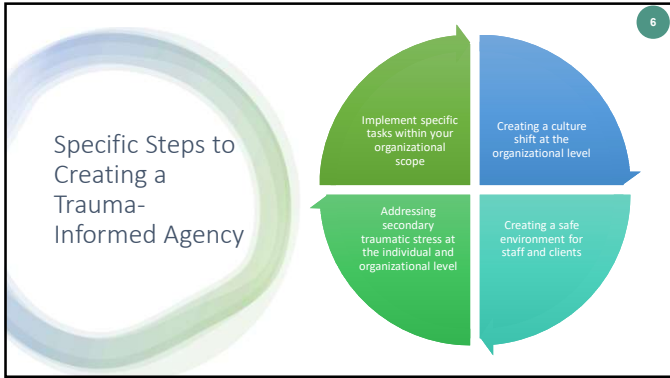 6
Specific Steps to
Creating a
Trauma-
Informed Agency
Implement specific
tasks within your
organizational
scope
Creating a culture
shift at the
organizational level
Addressing
secondary
traumatic stress at
the individual and
organizational level
Creating a safe
environment for
staff and clients